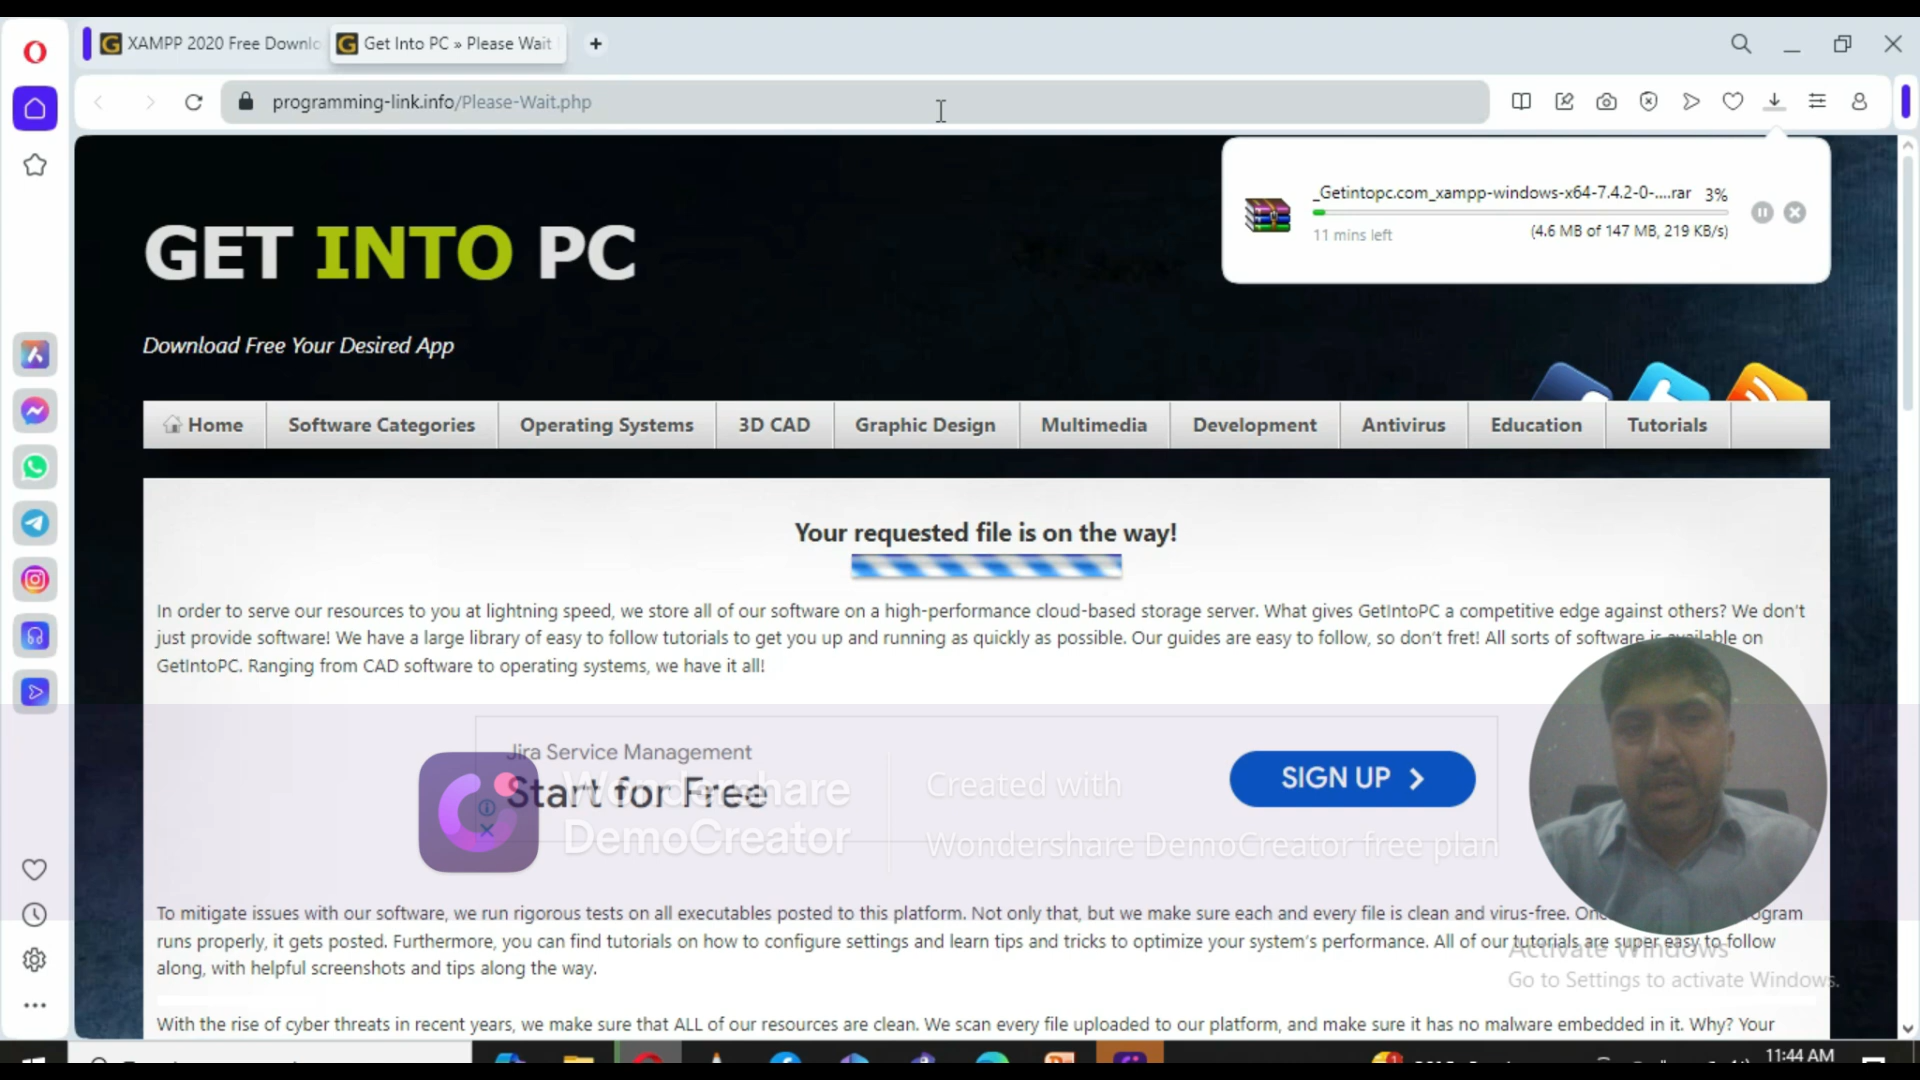 XAMPP 2020 Free Downlo
Get Into PC » Please Wait
programming-link.info/Please-Wait.php
_Getintopc.com_xampp-windows-x64-7.4.2-0-....rar 3%
11 mins left (4.6 MB of 147 MB, 219 KB/s)
GET INTO PC
Download Free Your Desired App
Home Software Categories Operating Systems 3D CAD Graphic Design Multimedia Development Antivirus Education Tutorials
Your requested file is on the way!
In order to serve our resources to you at lightning speed, we store all of our software on a high-performance cloud-based storage server. What gives GetIntoPC a competitive edge against others? We don't
just provide software! We have a large library of easy to follow tutorials to get you up and running as quickly as possible. Our guides are easy to follow, so don't fret! All sorts of software is available on
GetIntoPC. Ranging from CAD software to operating systems, we have it all!
Jira Service Management
Start for Free
SIGN UP
Wondershare
DemoCreator
Created with
Wondershare DemoCreator free plan
To mitigate issues with our software, we run rigorous tests on all executables posted to this platform. Not only that, but we make sure each and every file is clean and virus-free.
runs properly, it gets posted. Furthermore, you can find tutorials on how to configure settings and learn tips and tricks to optimize your system's performance. All of our tutorials are super easy to follow
along, with helpful screenshots and tips along the way.
Activate Windows
Go to Settings to activate Windows.
With the rise of cyber threats in recent years, we make sure that ALL of our resources are clean. We scan every file uploaded to our platform, and make sure it has no malware embedded in it. Why? Your
11:44 AM